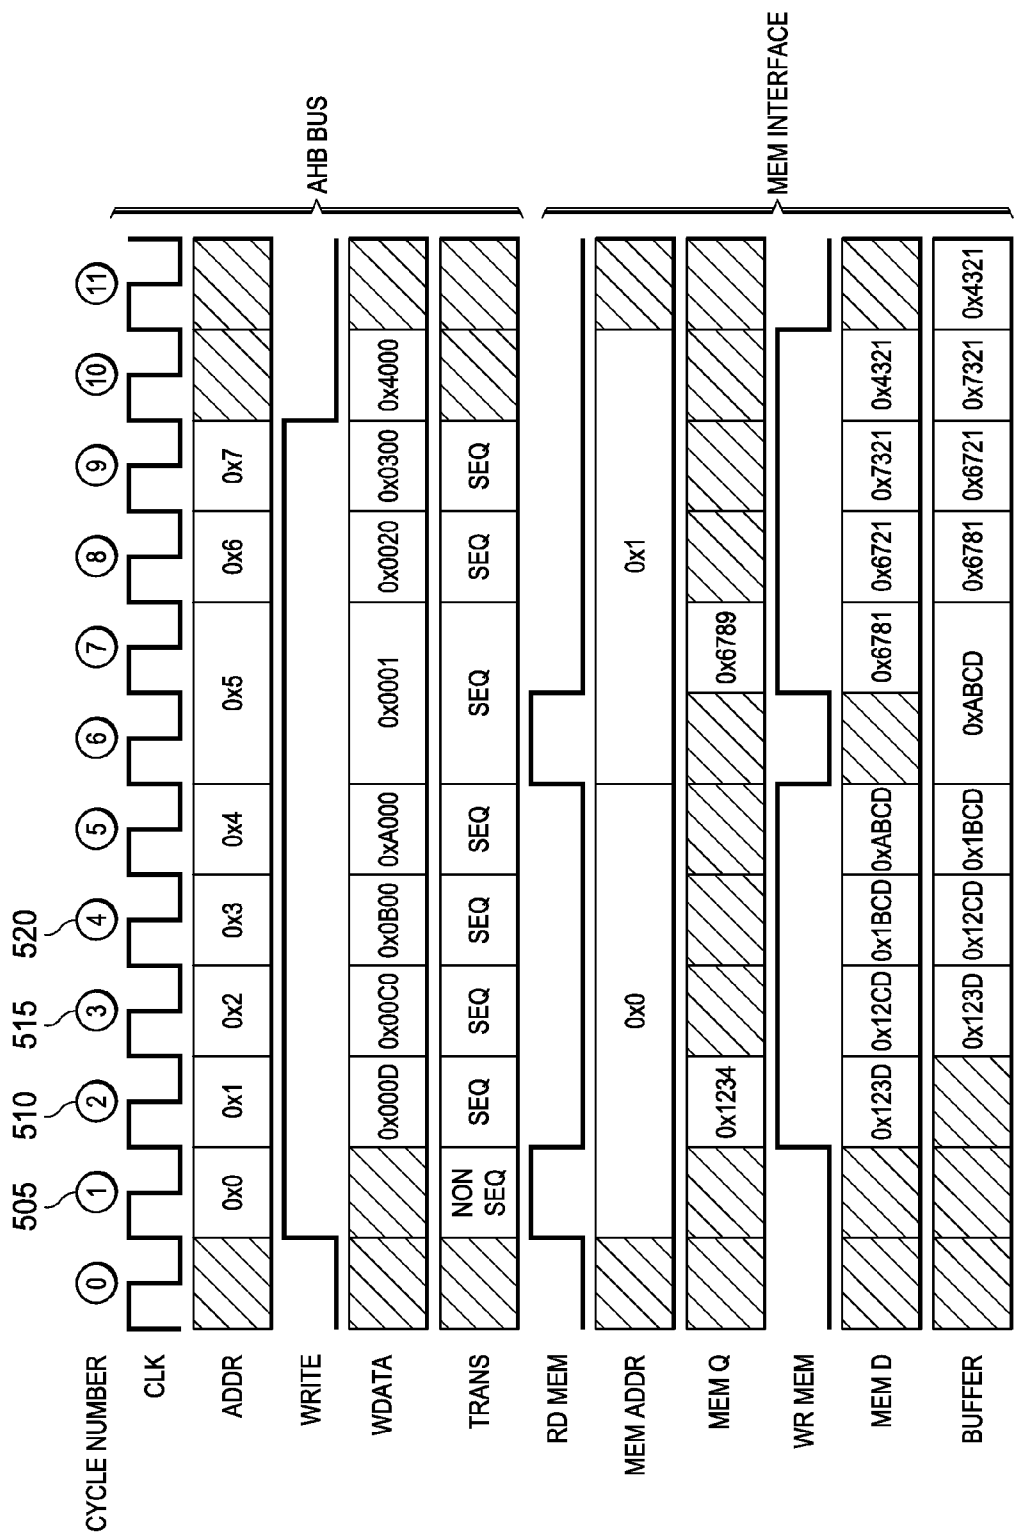 505 510 515 520
CYCLE NUMBER 0 1 2 3 4 5 6 7 8 9 10 11
CLK
ADDR 0x0 0x1 0x2 0x3 0x4 0x5 0x6 0x7
WRITE
WDATA 0x000D 0x00C0 0x0B00 0xA000 0x0001 0x0020 0x0300 0x4000
TRANS NON SEQ SEQ SEQ SEQ SEQ SEQ SEQ SEQ
AHB BUS
RD MEM
MEM ADDR 0x0 0x1
MEM Q 0x1234 0x6789
WR MEM
MEM D 0x123D 0x12CD 0x1BCD 0xABCD 0x6781 0x6721 0x7321 0x4321
BUFFER 0x123D 0x12CD 0x1BCD 0xABCD 0x6781 0x6721 0x7321 0x4321
MEM INTERFACE